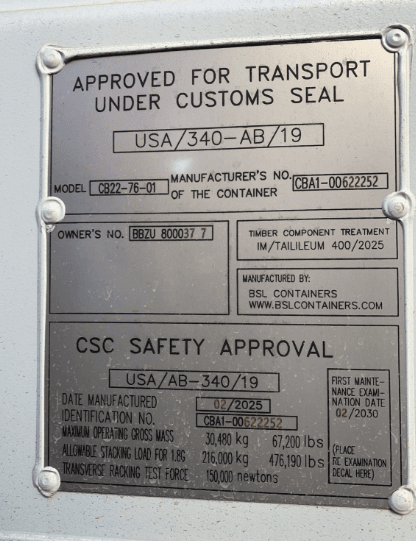 APPROVED FOR TRANSPORT
UNDER CUSTOMS SEAL
USA/340-AB/19
MODEL CB22-76-01 MANUFACTURER'S NO. OF THE CONTAINER CBA1-00622252
OWNER'S NO. BBZU 800037 7
TIMBER COMPONENT TREATMENT
IM/TAILILEUM 400/2025
MANUFACTURED BY:
BSL CONTAINERS
WWW.BSLCONTAINERS.COM
CSC SAFETY APPROVAL
USA/AB-340/19
DATE MANUFACTURED 02/2025
IDENTIFICATION NO. CBA1-00622252
MAXIMUM OPERATING GROSS MASS 30,480 kg 67,200 lbs
ALLOWABLE STACKING LOAD FOR 1.8G 216,000 kg 476,190 lbs
TRANSVERSE RACKING TEST FORCE 150,000 newtons
FIRST MAINTE-
NANCE EXAMI-
NATION DATE
02/2030
(PLACE
RE EXAMINATION
DECAL HERE)